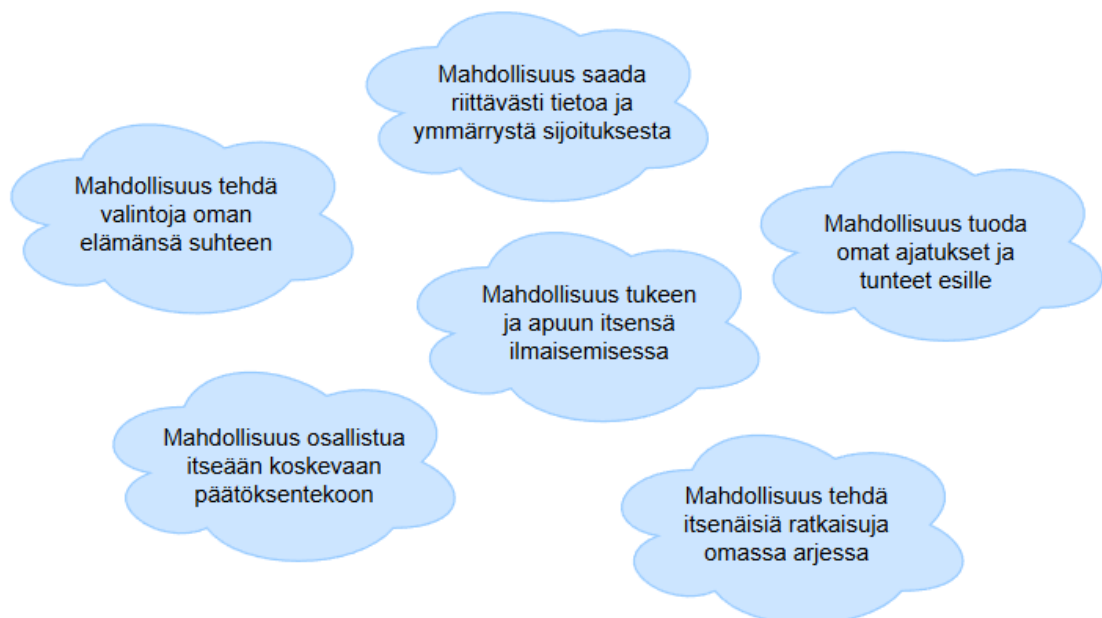 Mahdollisuus saada
riittävästi tietoa ja
ymmärrystä sijoituksesta
Mahdollisuus tehdä
valintoja oman
elämänsä suhteen
Mahdollisuus tuoda
omat ajatukset ja
tunteet esille
Mahdollisuus tukeen
ja apuun itsensä
ilmaisemisessa
Mahdollisuus osallistua
itseään koskevaan
päätöksentekoon
Mahdollisuus tehdä
itsenäisiä ratkaisuja
omassa arjessa